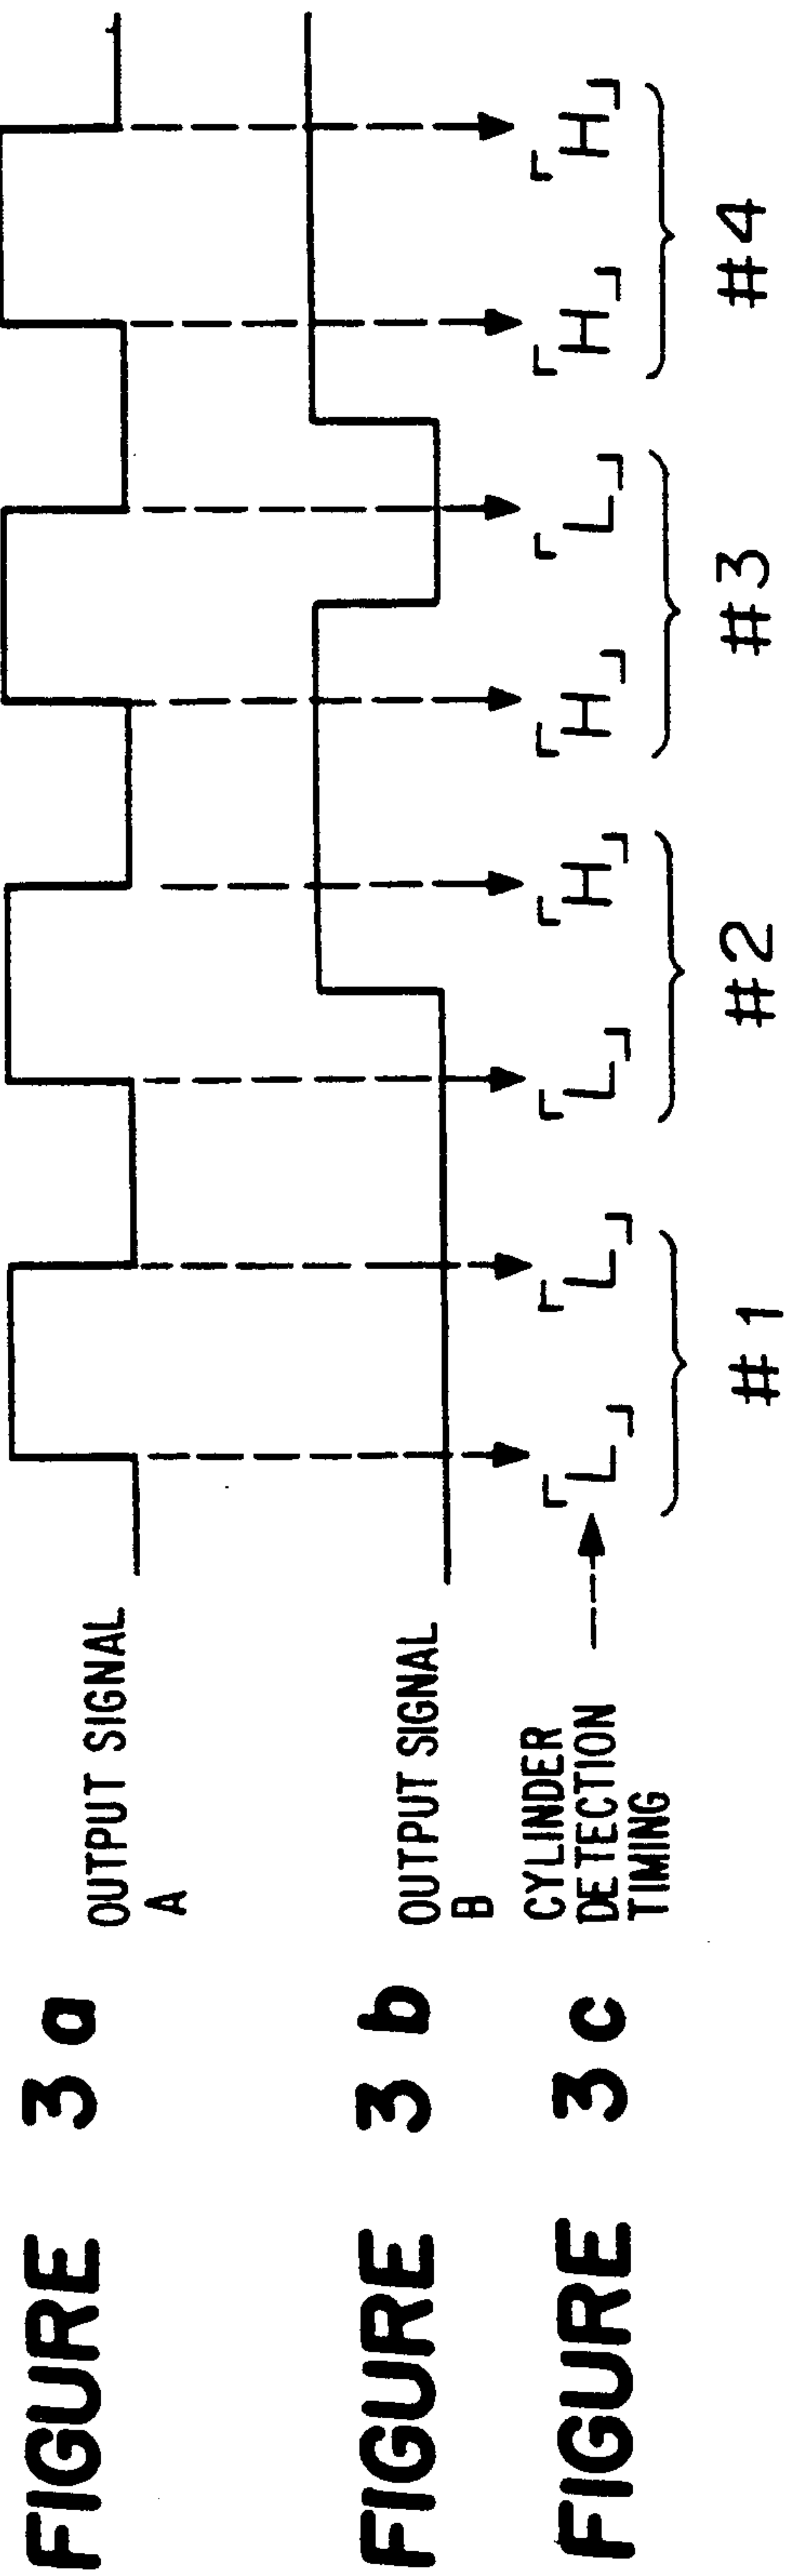 FIGURE 3a
OUTPUT SIGNAL
A
FIGURE 3b
OUTPUT SIGNAL
B
FIGURE 3c
CYLINDER
DETECTION
TIMING
「L」 「L」 「L」 「H」 「H」 「L」 「H」 「H」
#1 #2 #3 #4